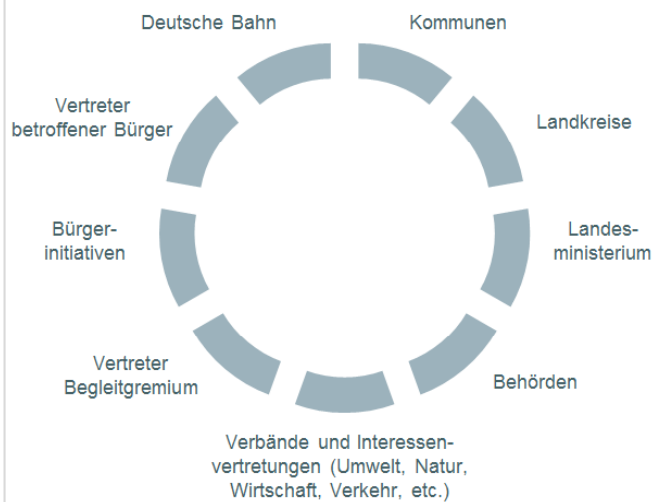 Deutsche Bahn
Kommunen
Vertreter
betroffener Bürger
Landkreise
Bürger-
initiativen
Landes-
ministerium
Vertreter
Begleitgremium
Behörden
Verbände und Interessen-
vertretungen (Umwelt, Natur,
Wirtschaft, Verkehr, etc.)